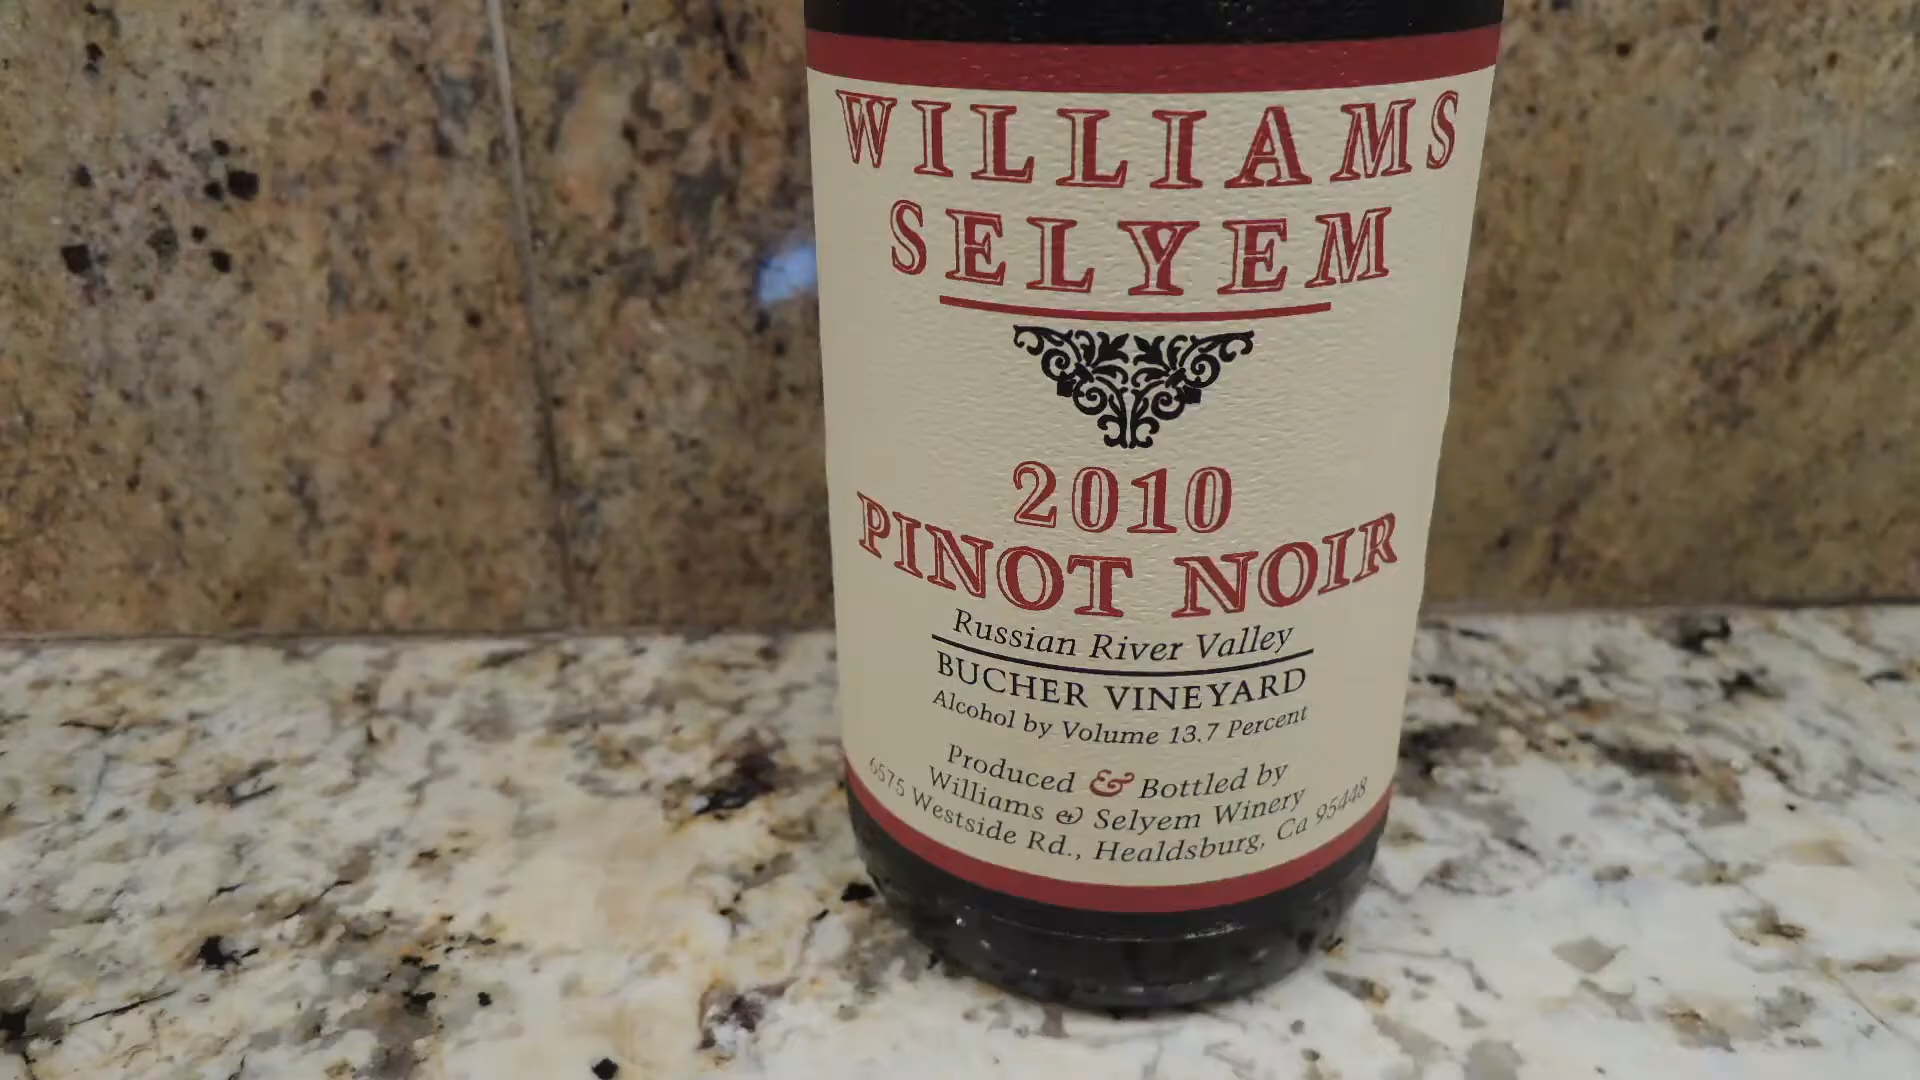 WILLIAMS
SELYEM
2010
PINOT NOIR
Russian River Valley
BUCHER VINEYARD
Alcohol by Volume 13.7 Percent
Produced & Bottled by
Williams & Selyem Winery
6575 Westside Rd., Healdsburg, Ca 95448